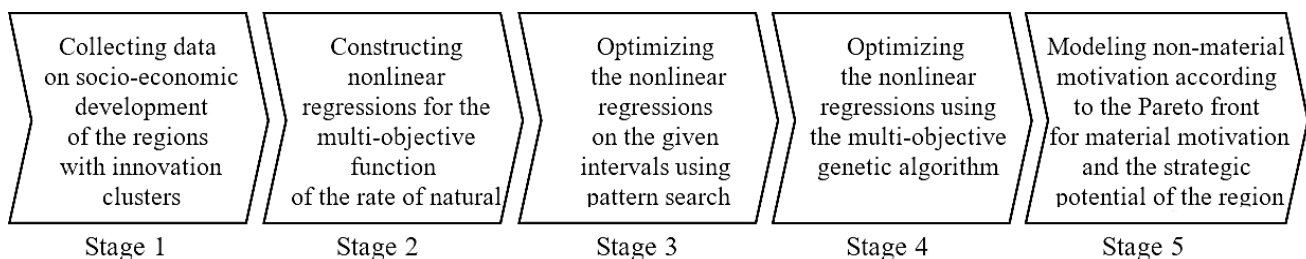 Collecting data
on socio-economic
development
of the regions
with innovation
clusters
Constructing
nonlinear
regressions for the
multi-objective
function
of the rate of natural
Optimizing
the nonlinear
regressions
on the given
intervals using
pattern search
Optimizing
the nonlinear
regressions using
the multi-objective
genetic algorithm
Modeling non-material
motivation according
to the Pareto front
for material motivation
and the strategic
potential of the region
Stage 1
Stage 2
Stage 3
Stage 4
Stage 5